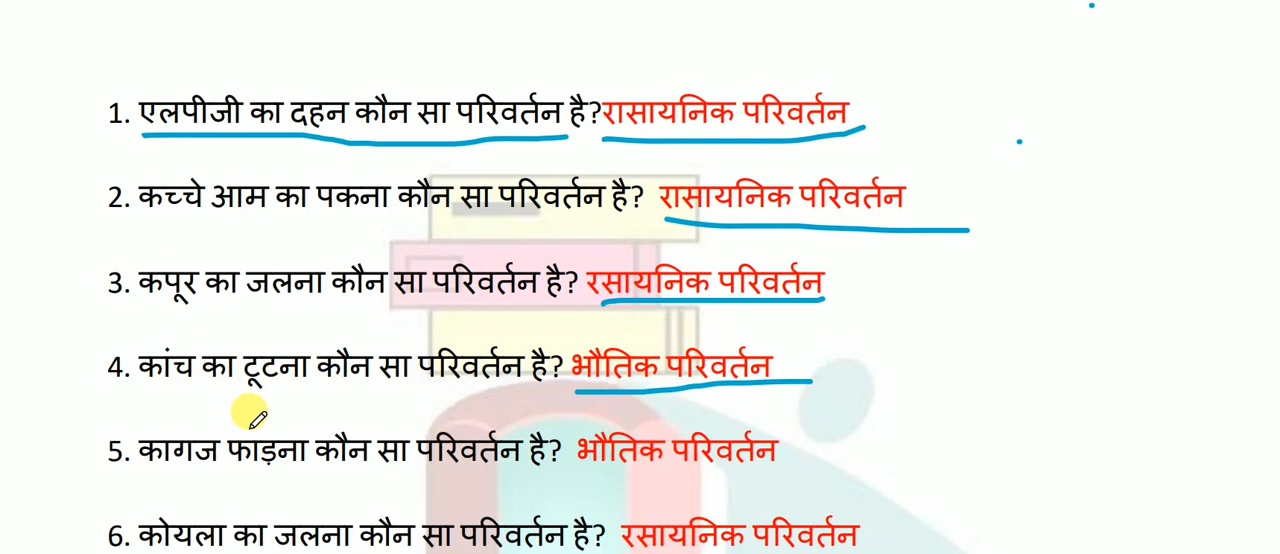 1. एलपीजी का दहन कौन सा परिवर्तन है?रासायनिक परिवर्तन
2. कच्चे आम का पकना कौन सा परिवर्तन है? रासायनिक परिवर्तन
3. कपूर का जलना कौन सा परिवर्तन है? रसायनिक परिवर्तन
4. कांच का टूटना कौन सा परिवर्तन है? भौतिक परिवर्तन
5. कागज फाड़ना कौन सा परिवर्तन है? भौतिक परिवर्तन
6. कोयला का जलना कौन सा परिवर्तन है? रसायनिक परिवर्तन